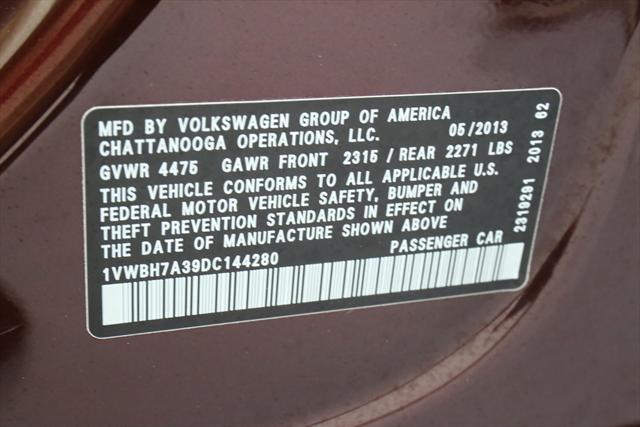 MFD BY VOLKSWAGEN GROUP OF AMERICA
CHATTANOOGA OPERATIONS, LLC. 05/2013
GVWR 4475 GAWR FRONT 2315 / REAR 2271 LBS
THIS VEHICLE CONFORMS TO ALL APPLICABLE U.S.
FEDERAL MOTOR VEHICLE SAFETY, BUMPER AND
THEFT PREVENTION STANDARDS IN EFFECT ON
THE DATE OF MANUFACTURE SHOWN ABOVE
1VWBH7A39DC144280 PASSENGER CAR
2319291 2013 62